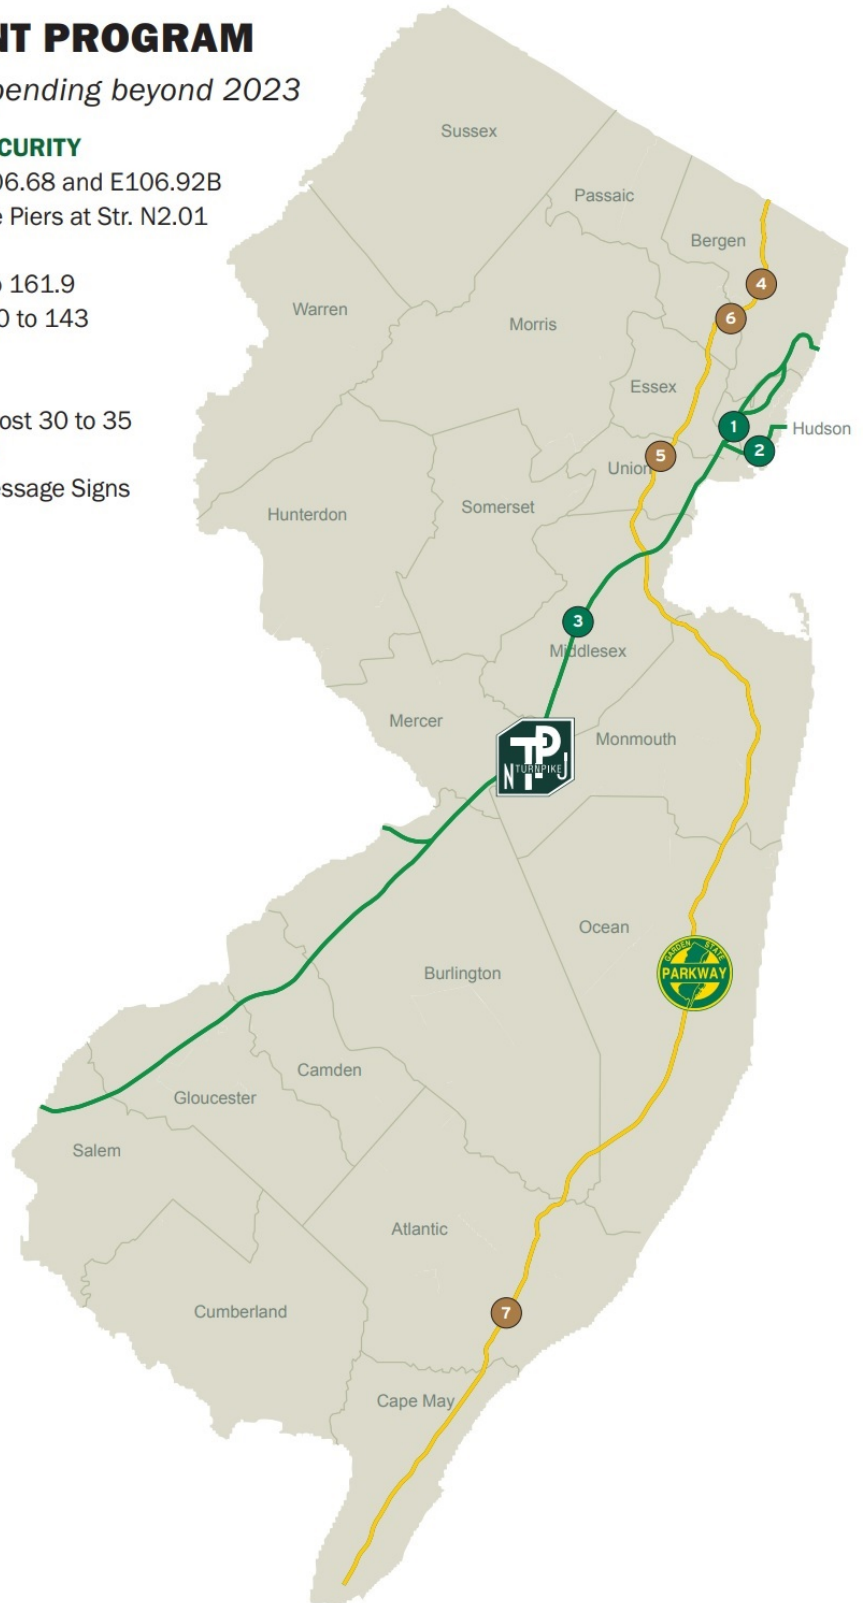 NT PROGRAM
pending beyond 2023
CURITY
06.68 and E106.92B
e Piers at Str. N2.01
o 161.9
0 to 143
ost 30 to 35
essage Signs
Sussex
Passaic
Bergen
4
6
Warren
Morris
Essex
1
Hudson
2
5
Union
Somerset
Hunterdon
3
Middlesex
Mercer
Monmouth
TP
N TURNPIKE J
Ocean
GARDEN STATE
PARKWAY
Burlington
Camden
Gloucester
Salem
Atlantic
7
Cumberland
Cape May